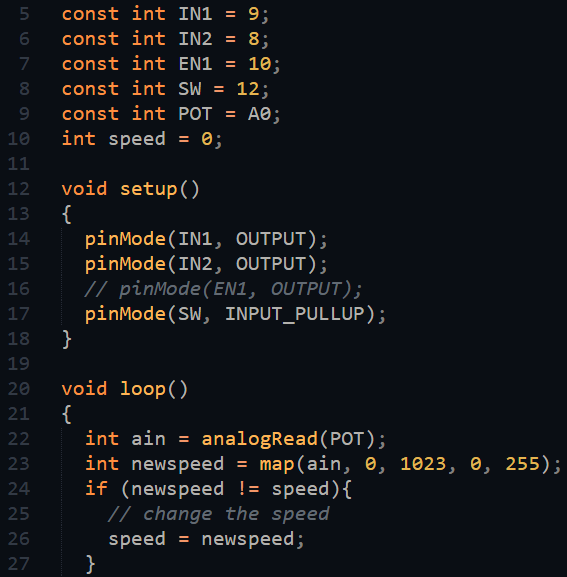 5 const int IN1 = 9;
6 const int IN2 = 8;
7 const int EN1 = 10;
8 const int SW = 12;
9 const int POT = A0;
10 int speed = 0;
11
12 void setup()
13 {
14 pinMode(IN1, OUTPUT);
15 pinMode(IN2, OUTPUT);
16 // pinMode(EN1, OUTPUT);
17 pinMode(SW, INPUT_PULLUP);
18 }
19
20 void loop()
21 {
22 int ain = analogRead(POT);
23 int newspeed = map(ain, 0, 1023, 0, 255);
24 if (newspeed != speed){
25 // change the speed
26 speed = newspeed;
27 }